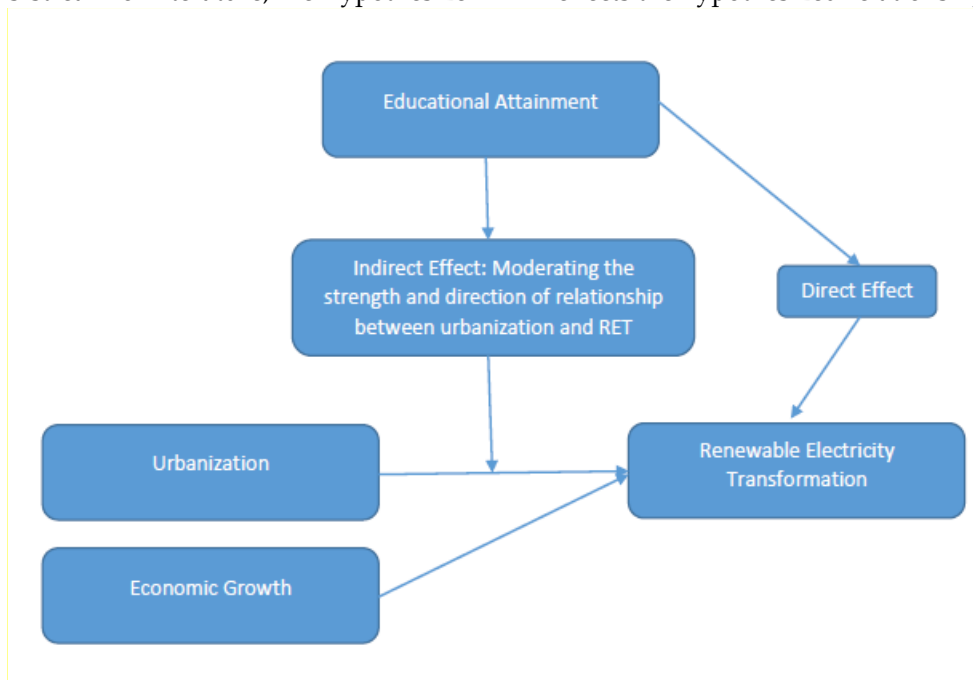 Educational Attainment
Indirect Effect: Moderating the
strength and direction of relationship
between urbanization and RET
Direct Effect
Urbanization
Renewable Electricity
Transformation
Economic Growth